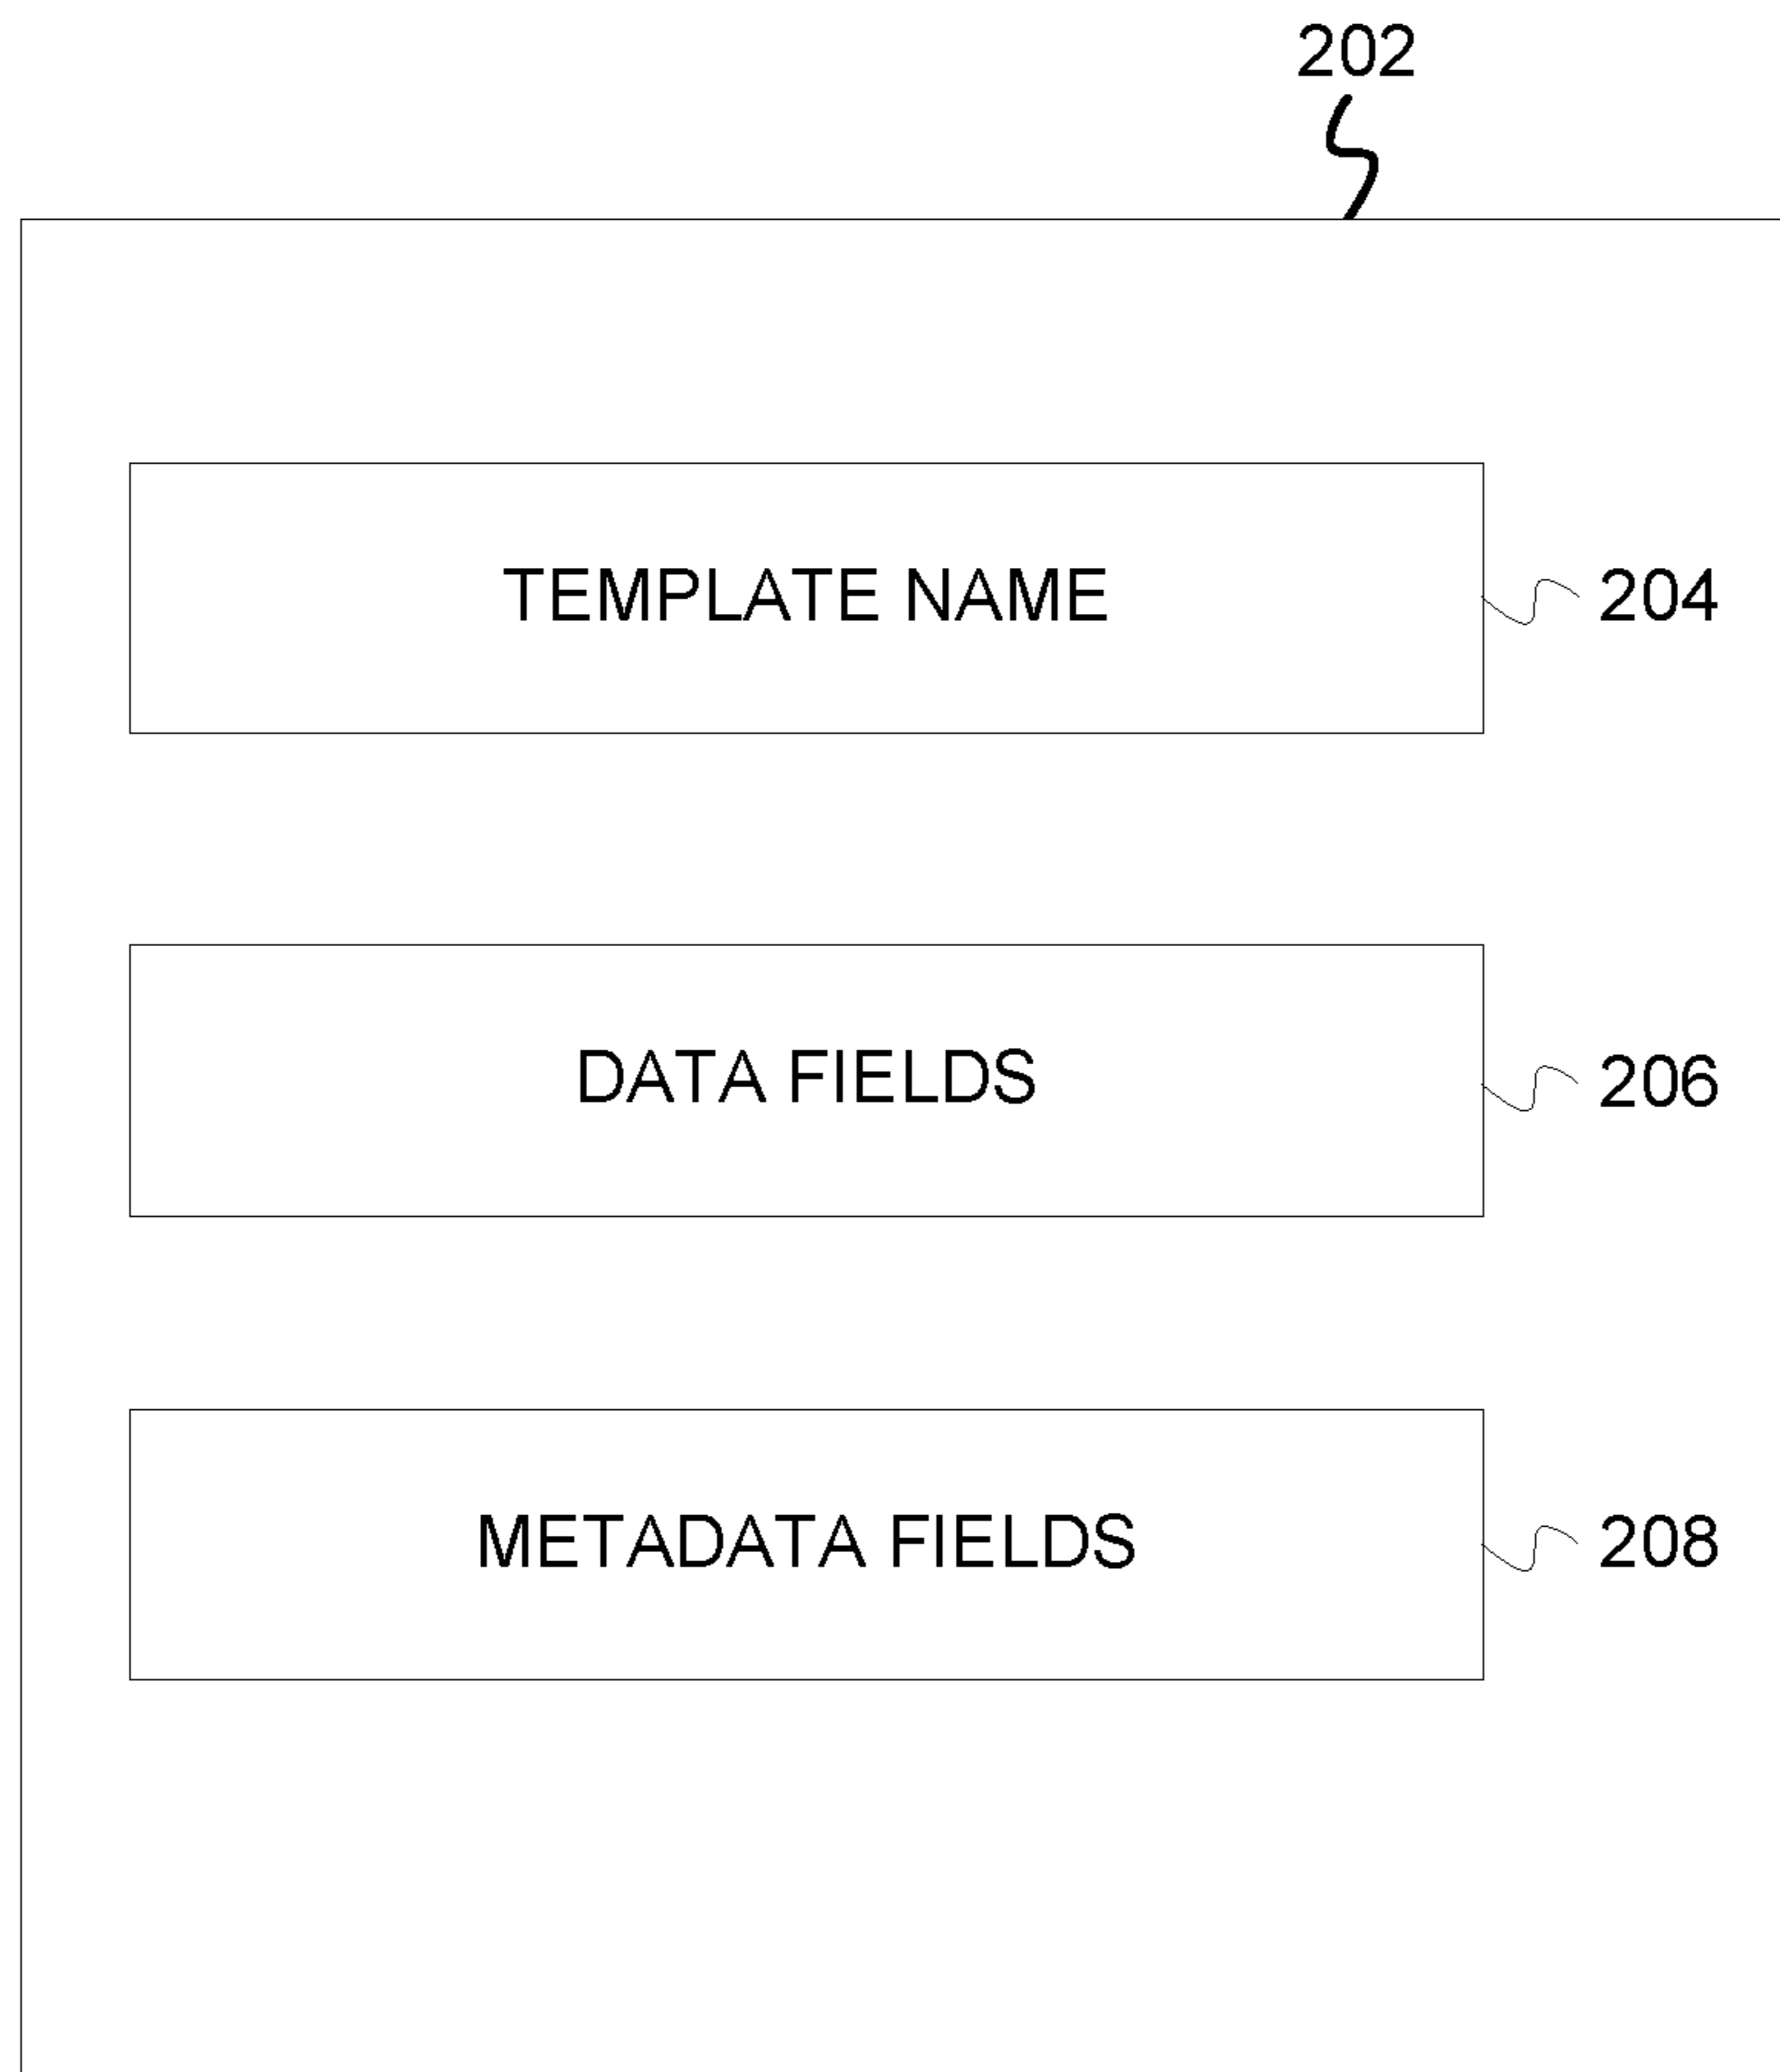 202
TEMPLATE NAME 204
DATA FIELDS 206
METADATA FIELDS 208